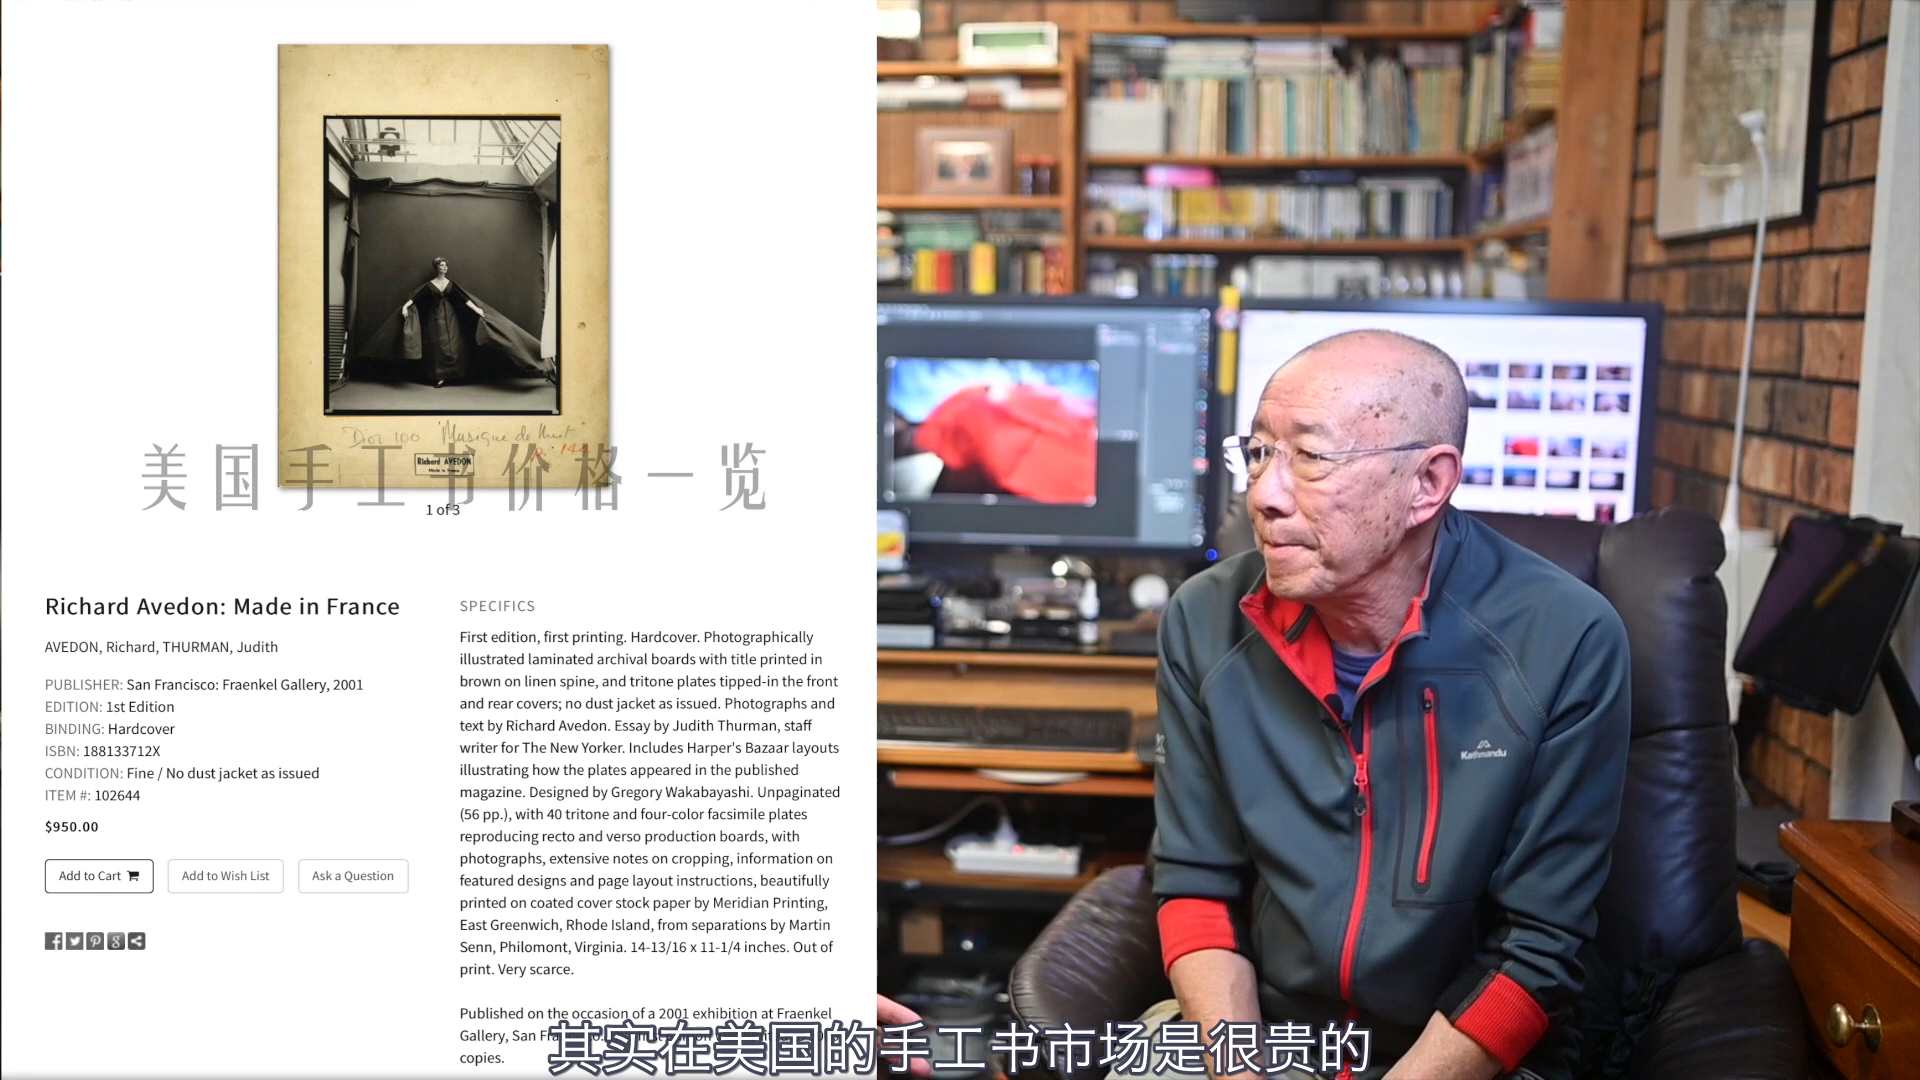 Dior 100 "Musique de Nuit"
Richard AVEDON
Made in France
美国手工书价格一览
1 of 3
Richard Avedon: Made in France
AVEDON, Richard, THURMAN, Judith
PUBLISHER: San Francisco: Fraenkel Gallery, 2001
EDITION: 1st Edition
BINDING: Hardcover
ISBN: 188133712X
CONDITION: Fine / No dust jacket as issued
ITEM #: 102644
$950.00
Add to Cart
Add to Wish List
Ask a Question
SPECIFICS
First edition, first printing. Hardcover. Photographically
illustrated laminated archival boards with title printed in
brown on linen spine, and tritone plates tipped-in the front
and rear covers; no dust jacket as issued. Photographs and
text by Richard Avedon. Essay by Judith Thurman, staff
writer for The New Yorker. Includes Harper's Bazaar layouts
illustrating how the plates appeared in the published
magazine. Designed by Gregory Wakabayashi. Unpaginated
(56 pp.), with 40 tritone and four-color facsimile plates
reproducing recto and verso production boards, with
photographs, extensive notes on cropping, information on
featured designs and page layout instructions, beautifully
printed on coated cover stock paper by Meridian Printing,
East Greenwich, Rhode Island, from separations by Martin
Senn, Philomont, Virginia. 14-13/16 x 11-1/4 inches. Out of
print. Very scarce.
Published on the occasion of a 2001 exhibition at Fraenkel
Gallery, San
copies.
Kathmandu
其实在美国的手工书市场是很贵的